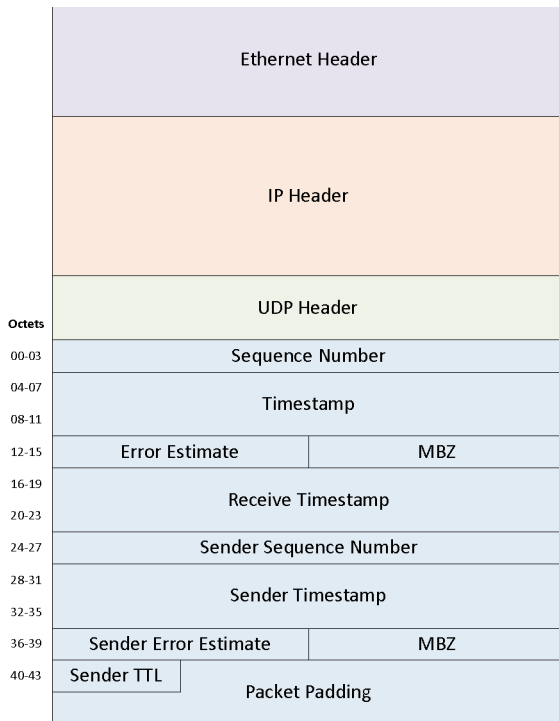 Ethernet Header
IP Header
UDP Header
Octets
00-03 Sequence Number
04-07
Timestamp
08-11
12-15 Error Estimate MBZ
16-19
Receive Timestamp
20-23
24-27 Sender Sequence Number
28-31
Sender Timestamp
32-35
36-39 Sender Error Estimate MBZ
40-43 Sender TTL
Packet Padding